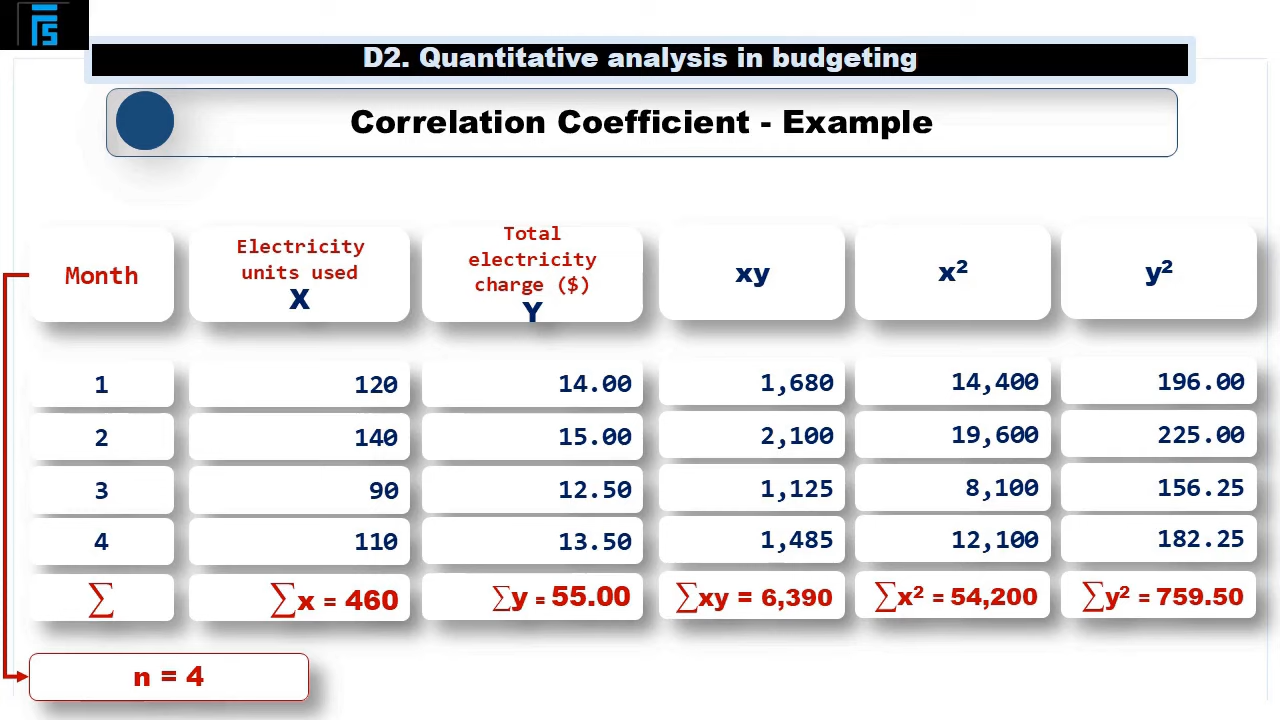 D2. Quantitative analysis in budgeting
Correlation Coefficient - Example
Month
Electricity
units used
X
Total
electricity
charge ($)
Y
xy
x²
y²
1 120 14.00 1,680 14,400 196.00
2 140 15.00 2,100 19,600 225.00
3 90 12.50 1,125 8,100 156.25
4 110 13.50 1,485 12,100 182.25
∑ ∑x = 460 ∑y = 55.00 ∑xy = 6,390 ∑x² = 54,200 ∑y² = 759.50
n = 4